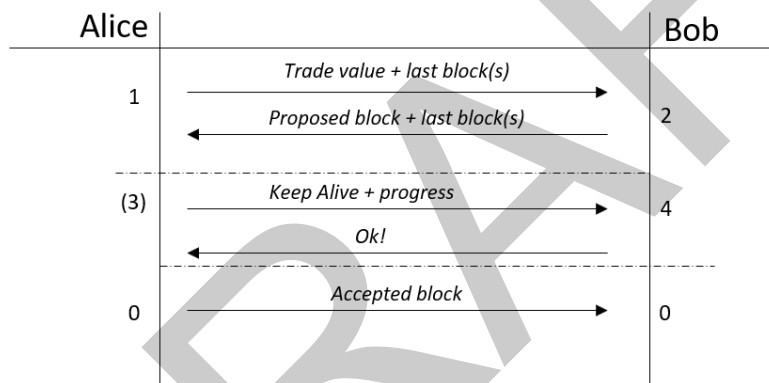 Alice
Bob
Trade value + last block(s)
1
Proposed block + last block(s)
2
Keep Alive + progress
(3)
4
Ok!
Accepted block
0
0